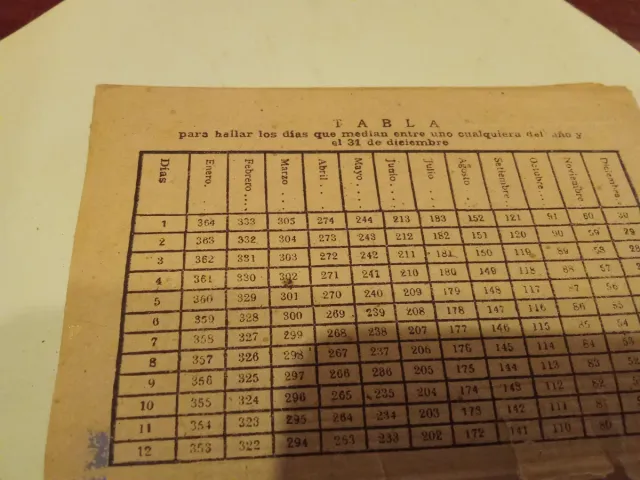 TABLA
para hallar los días que median entre uno cualquiera del año y
el 31 de diciembre
Días Enero.. Febrero.... Marzo.... Abril... Mayo.... Junio.... Julio... Agosto... Setiembre. Octubre.. Noviembre. Diciembre.
1 364 333 305 274 244 213 183 152 121 91 60 30
2 363 332 304 273 243 212 182 151 120 90 59 29
3 362 331 303 272 242 211 181 150 119 89 58 28
4 361 330 302 271 241 210 180 149 118 88 57
5 360 329 301 270 240 209 179 148 117 87 56
6 359 328 300 269 239 208 178 147 116 86 55
7 358 327 299 268 238 207 177 146 115 85 54
8 357 326 298 267 237 206 176 145 114 84 53
9 356 325 297 266 236 205 175 144 113 83 52
10 355 324 296 265 235 204 174 143 112 82
11 354 323 295 264 234 203 173 142 111 81
12 353 322 294 263 233 202 172 141 110 80